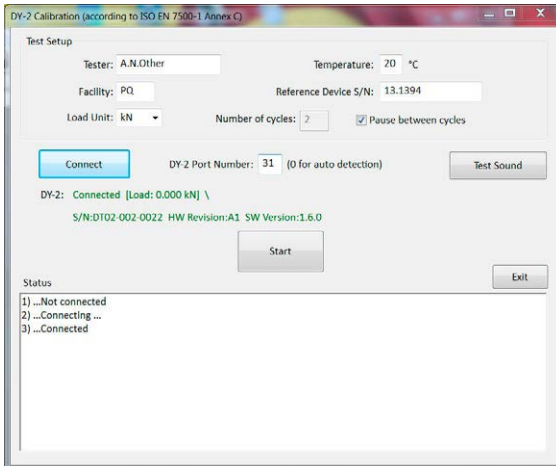 DY-2 Calibration (according to ISO EN 7500-1 Annex C)
Test Setup
Tester: A.N.Other Temperature: 20 °C
Facility: PQ Reference Device S/N: 13.1394
Load Unit: kN Number of cycles: 2 Pause between cycles
Connect DY-2 Port Number: 31 (0 for auto detection) Test Sound
DY-2: Connected [Load: 0.000 kN] \
S/N:DT02-002-0022 HW Revision:A1 SW Version:1.6.0
Start
Exit
Status
1) ...Not connected
2) ...Connecting ...
3) ...Connected